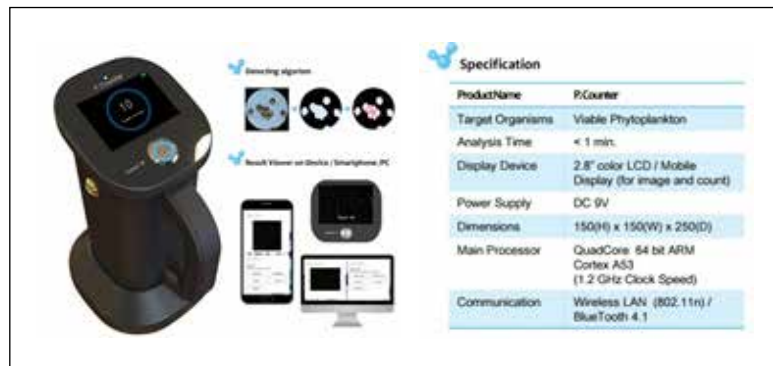 P. Counter
10
Detecting algorism
Result Viewer on Device / Smartphone, PC
Specification
ProductName P.Counter
Target Organisms Viable Phytoplankton
Analysis Time < 1 min.
Display Device 2.8" color LCD / Mobile
Display (for image and count)
Power Supply DC 9V
Dimensions 150(H) x 150(W) x 250(D)
Main Processor QuadCore 64 bit ARM
Cortex A53
(1.2 GHz Clock Speed)
Communication Wireless LAN (802.11n) /
BlueTooth 4.1